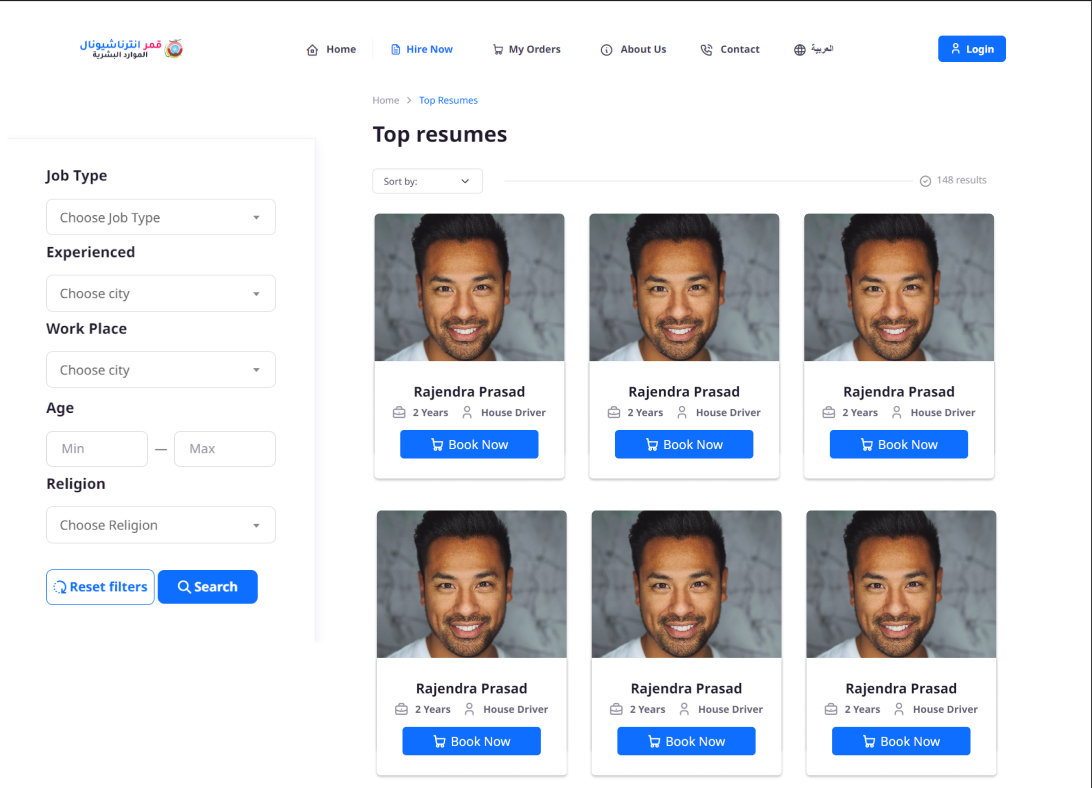 قمر انترناشيونال
الموارد البشرية
Home
Hire Now
My Orders
About Us
Contact
العربية
Login
Home > Top Resumes
Top resumes
Sort by:
148 results
Job Type
Choose Job Type
Experienced
Choose city
Work Place
Choose city
Age
Min — Max
Religion
Choose Religion
Reset filters
Search
Rajendra Prasad
2 Years House Driver
Book Now
Rajendra Prasad
2 Years House Driver
Book Now
Rajendra Prasad
2 Years House Driver
Book Now
Rajendra Prasad
2 Years House Driver
Book Now
Rajendra Prasad
2 Years House Driver
Book Now
Rajendra Prasad
2 Years House Driver
Book Now